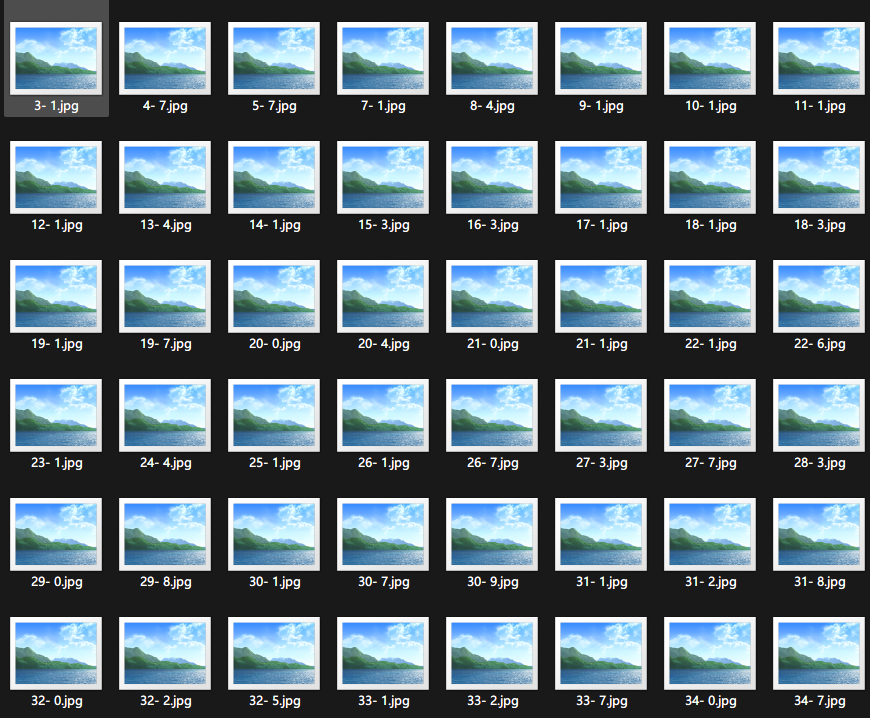 3- 1.jpg 4- 7.jpg 5- 7.jpg 7- 1.jpg 8- 4.jpg 9- 1.jpg 10- 1.jpg 11- 1.jpg
12- 1.jpg 13- 4.jpg 14- 1.jpg 15- 3.jpg 16- 3.jpg 17- 1.jpg 18- 1.jpg 18- 3.jpg
19- 1.jpg 19- 7.jpg 20- 0.jpg 20- 4.jpg 21- 0.jpg 21- 1.jpg 22- 1.jpg 22- 6.jpg
23- 1.jpg 24- 4.jpg 25- 1.jpg 26- 1.jpg 26- 7.jpg 27- 3.jpg 27- 7.jpg 28- 3.jpg
29- 0.jpg 29- 8.jpg 30- 1.jpg 30- 7.jpg 30- 9.jpg 31- 1.jpg 31- 2.jpg 31- 8.jpg
32- 0.jpg 32- 2.jpg 32- 5.jpg 33- 1.jpg 33- 2.jpg 33- 7.jpg 34- 0.jpg 34- 7.jpg